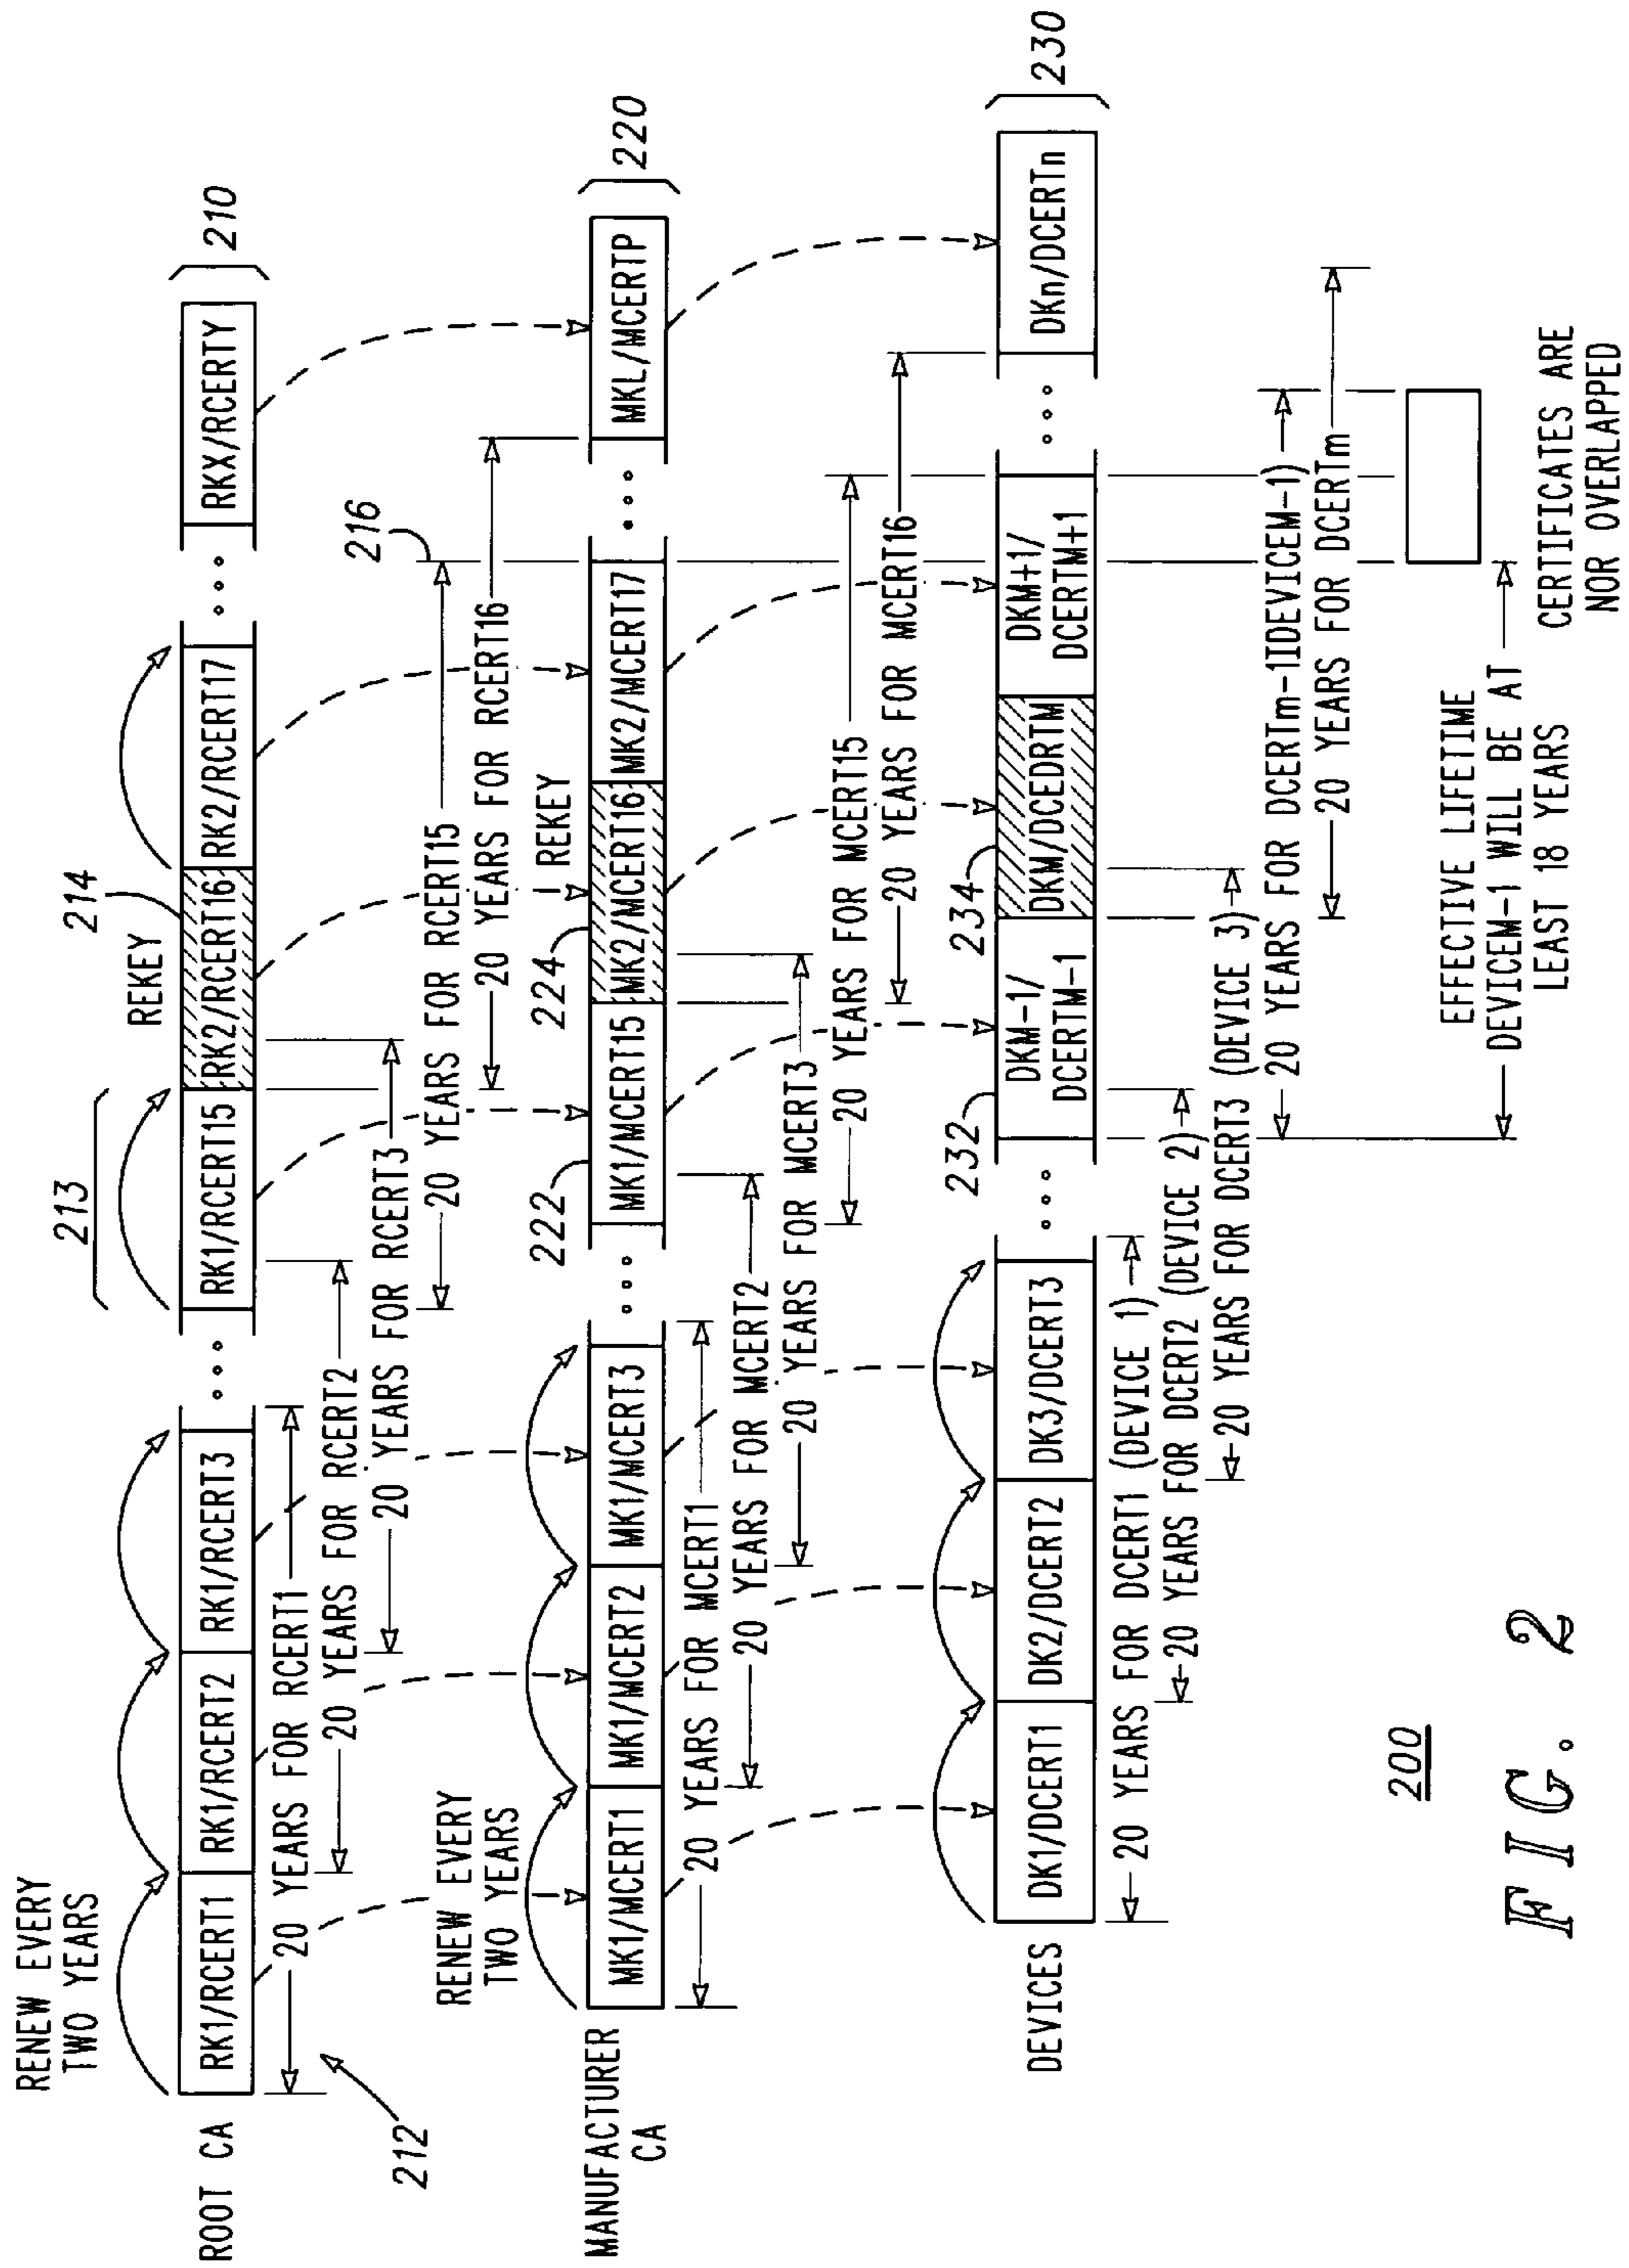 RENEW EVERY
TWO YEARS
213
REKEY
214
ROOT CA
RK1/RCERT1
RK1/RCERT2
RK1/RCERT3
RK1/RCERT15
RK2/RCERT16
RK2/RCERT17
RKX/RCERTY
210
212
20 YEARS FOR RCERT1
20 YEARS FOR RCERT2
20 YEARS FOR RCERT3
20 YEARS FOR RCERT15
20 YEARS FOR RCERT16
216
RENEW EVERY
TWO YEARS
222
224
REKEY
MANUFACTURER
CA
MK1/MCERT1
MK1/MCERT2
MK1/MCERT3
MK1/MCERT15
MK2/MCERT16
MK2/MCERT17
MKL/MCERTP
220
20 YEARS FOR MCERT1
20 YEARS FOR MCERT2
20 YEARS FOR MCERT3
20 YEARS FOR MCERT15
20 YEARS FOR MCERT16
232
234
DEVICES
DK1/DCERT1
DK2/DCERT2
DK3/DCERT3
DKM-1/
DCERTM-1
DKM/DCEDRTM
DKM+1/
DCERTM+1
DKn/DCERTn
230
20 YEARS FOR DCERT1 (DEVICE 1)
20 YEARS FOR DCERT2 (DEVICE 2)
20 YEARS FOR DCERT3 (DEVICE 3)
20 YEARS FOR DCERTm-1IDEVICEM-1)
20 YEARS FOR DCERTm
EFFECTIVE LIFETIME
DEVICEM-1 WILL BE AT
LEAST 18 YEARS
CERTIFICATES ARE
NOR OVERLAPPED
200
FIG. 2